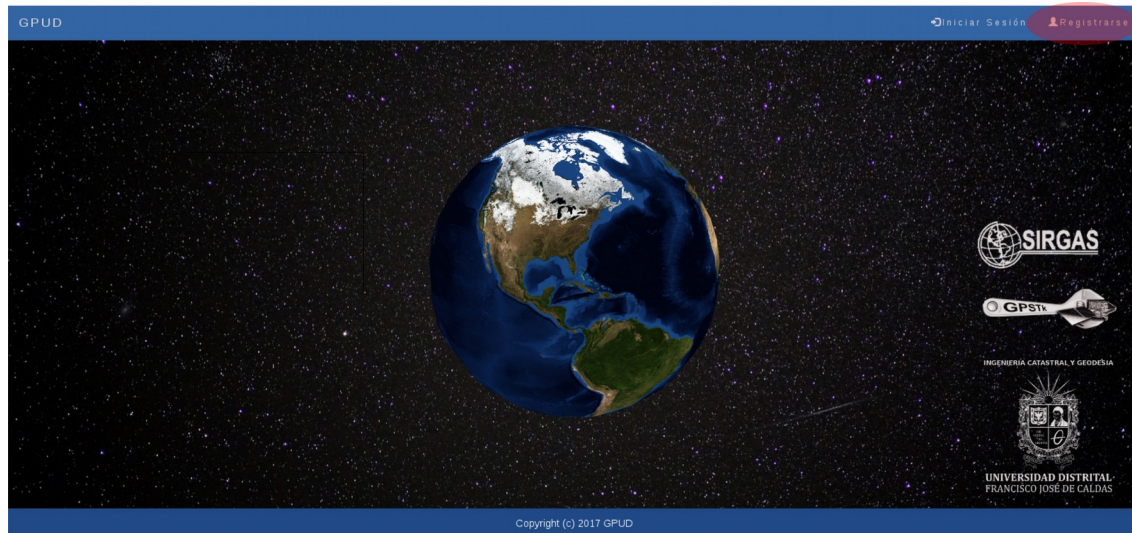 GPUD
Iniciar Sesión
Registrarse
SIRGAS
GPSTk
INGENIERÍA CATASTRAL Y GEODESIA
UNIVERSIDAD DISTRITAL
FRANCISCO JOSÉ DE CALDAS
Copyright (c) 2017 GPUD